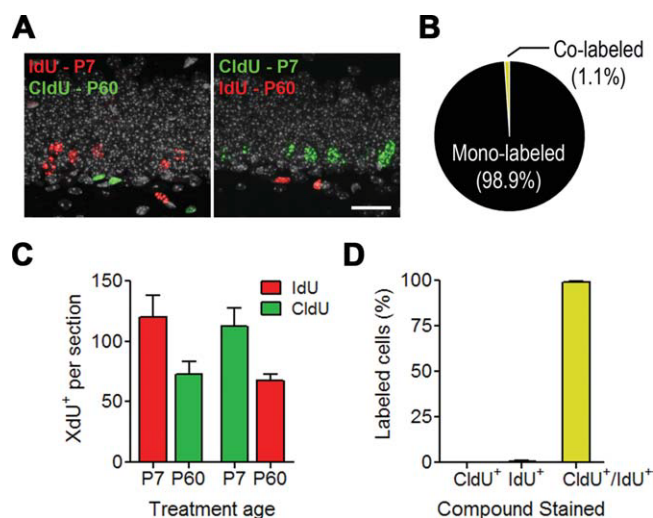 A
IdU - P7
CldU - P60
CldU - P7
IdU - P60
B
Co-labeled
(1.1%)
Mono-labeled
(98.9%)
C
XdU⁺ per section
150
100
50
0
IdU
CldU
P7 P60 P7 P60
Treatment age
D
Labeled cells (%)
100
75
50
25
0
CldU⁺ IdU⁺ CldU⁺/IdU⁺
Compound Stained